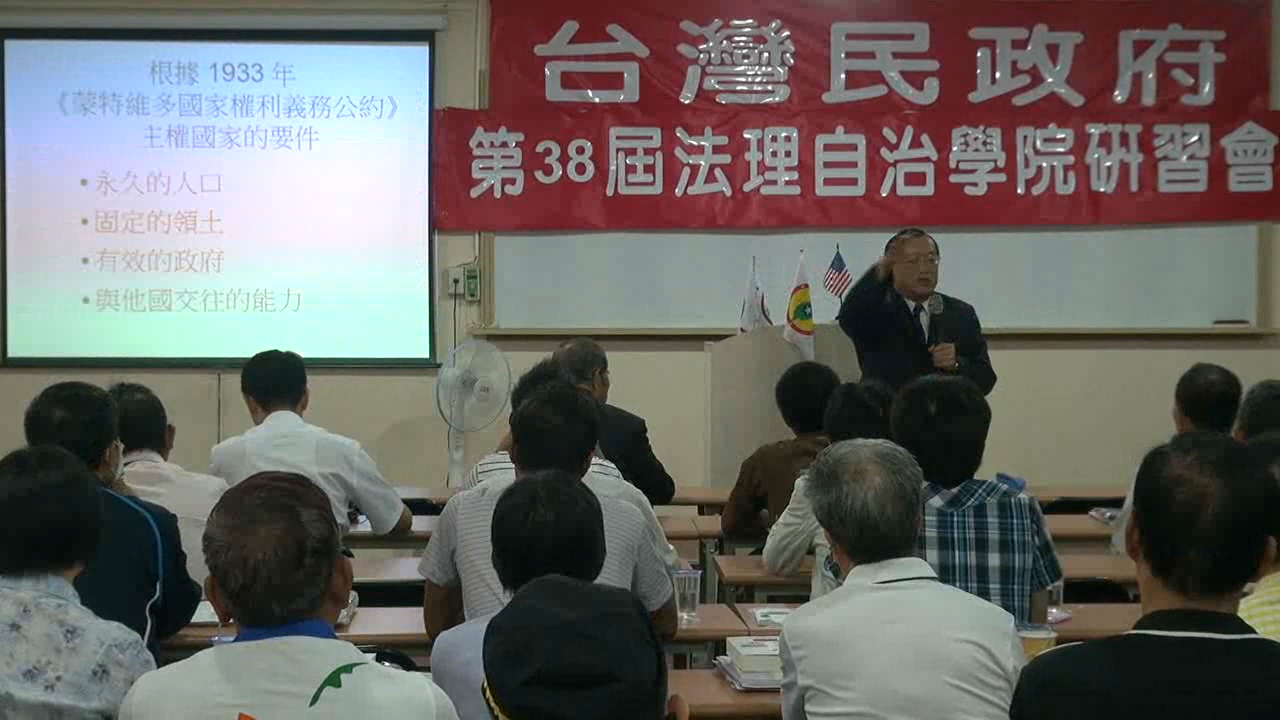 台灣民政府
第38屆法理自治學院研習會
根據 1933 年
《蒙特維多國家權利義務公約》
主權國家的要件
• 永久的人口
• 固定的領土
• 有效的政府
• 與他國交往的能力